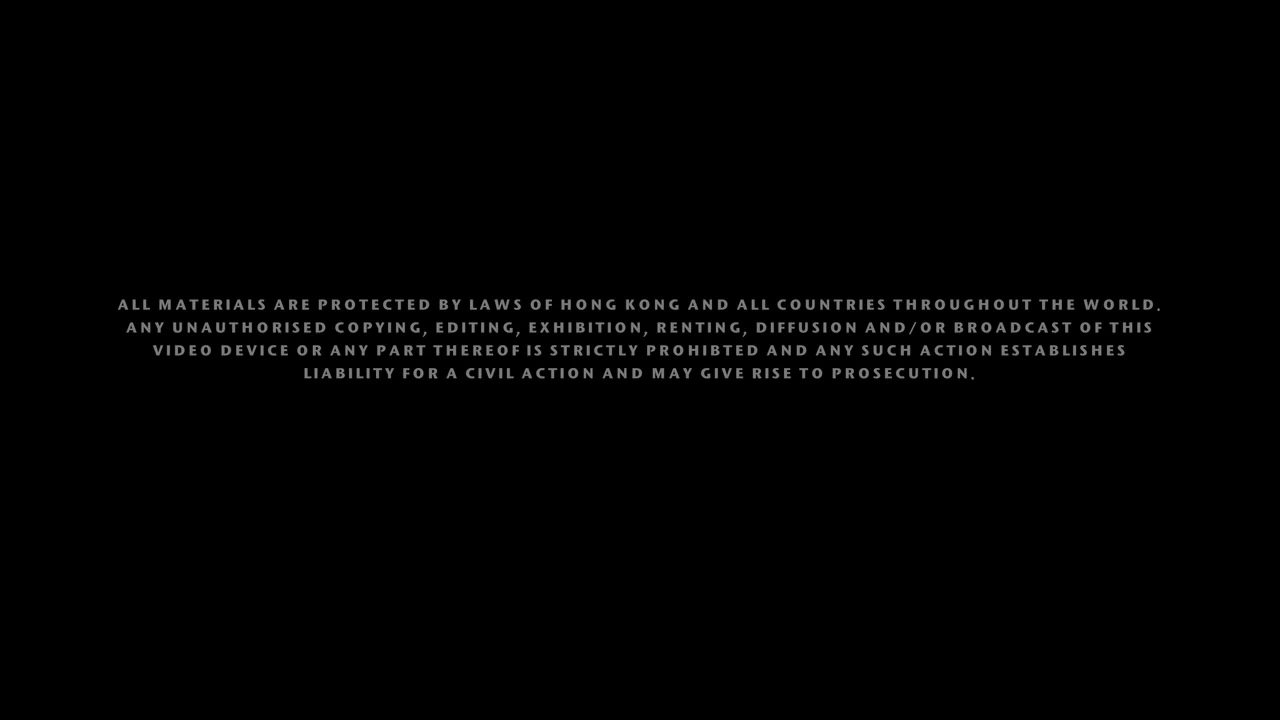 ALL MATERIALS ARE PROTECTED BY LAWS OF HONG KONG AND ALL COUNTRIES THROUGHOUT THE WORLD.
ANY UNAUTHORISED COPYING, EDITING, EXHIBITION, RENTING, DIFFUSION AND/OR BROADCAST OF THIS
VIDEO DEVICE OR ANY PART THEREOF IS STRICTLY PROHIBTED AND ANY SUCH ACTION ESTABLISHES
LIABILITY FOR A CIVIL ACTION AND MAY GIVE RISE TO PROSECUTION.